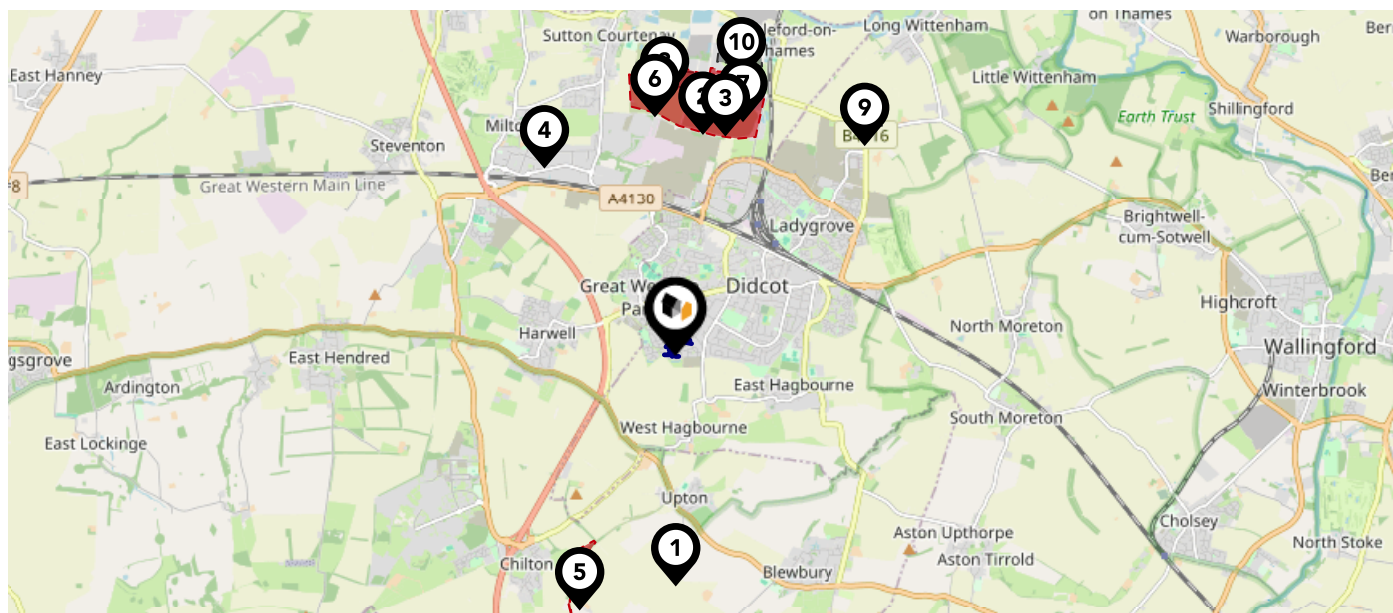 on Thames
Sutton Courtenay
Long Wittenham
Warborough
10
East Hanney
6
Little Wittenham
2
3
7
9
Shillingford
Earth Trust
4
B4016
Steventon
Great Western Main Line
A4130
Brightwell-
cum-Sotwell
Ladygrove
Didcot
Highcroft
Harwell
North Moreton
Wallingford
East Hendred
Ardington
East Hagbourne
Winterbrook
South Moreton
West Hagbourne
East Lockinge
Upton
Cholsey
Aston Upthorpe
North Stoke
1
Chilton
5
Blewbury
Aston Tirrold